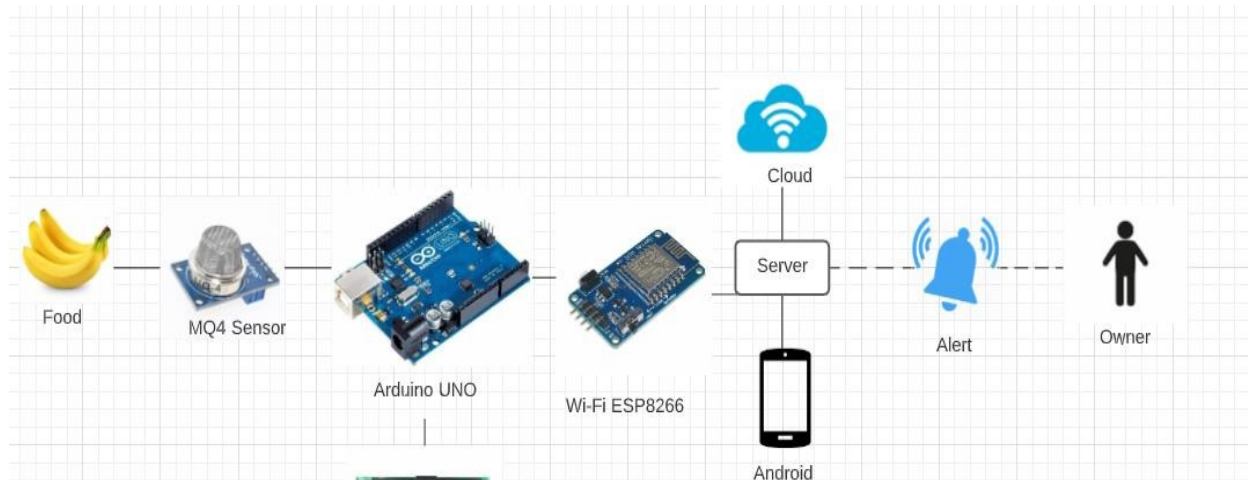 Cloud
Server
Food
MQ4 Sensor
Arduino UNO
Wi-Fi ESP8266
Alert
Owner
Android